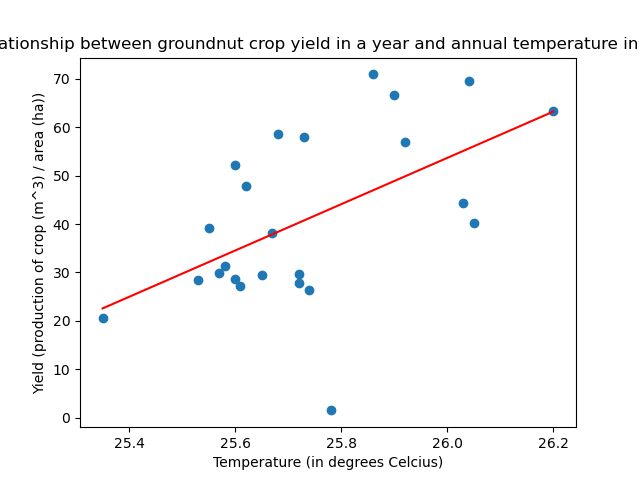 ationship between groundnut crop yield in a year and annual temperature in
Yield (production of crop (m^3) / area (ha))
70
60
50
40
30
20
10
0
25.4 25.6 25.8 26.0 26.2
Temperature (in degrees Celcius)